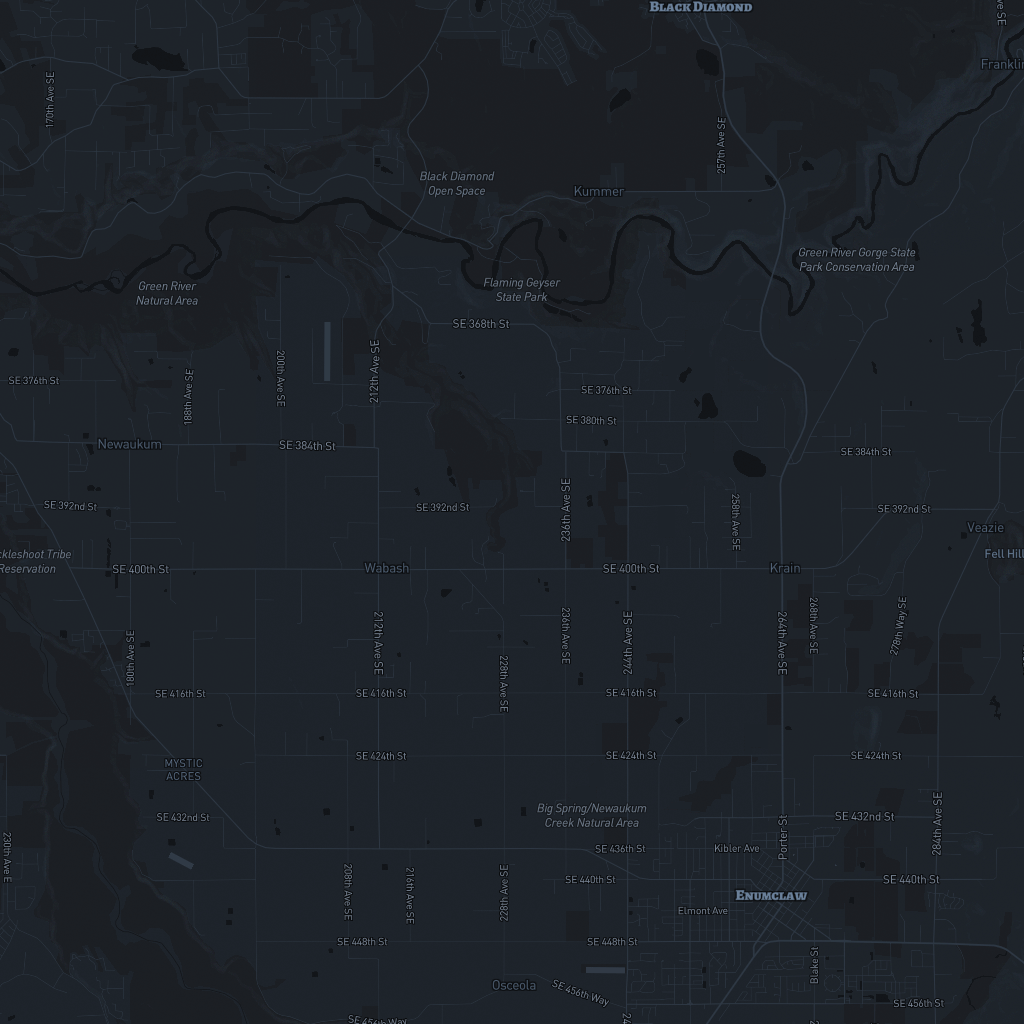 BLACK DIAMOND
Franklin
170th Ave SE
257th Ave SE
Black Diamond
Open Space
Kummer
Green River Gorge State
Park Conservation Area
Green River
Natural Area
Flaming Geyser
State Park
SE 368th St
SE 376th St
188th Ave SE
200th Ave SE
212th Ave SE
SE 376th St
SE 380th St
Newaukum
SE 384th St
SE 384th St
SE 392nd St
SE 392nd St
236th Ave SE
258th Ave SE
SE 392nd St
Veazie
ckleshoot Tribe
Reservation
Fell Hill
SE 400th St
Wabash
SE 400th St
Krain
180th Ave SE
212th Ave SE
228th Ave SE
236th Ave SE
244th Ave SE
264th Ave SE
268th Ave SE
278th Way SE
SE 416th St
SE 416th St
SE 416th St
SE 416th St
SE 424th St
SE 424th St
SE 424th St
MYSTIC
ACRES
Big Spring/Newaukum
Creek Natural Area
SE 432nd St
SE 432nd St
284th Ave SE
Porter St
230th Ave E
SE 436th St
Kibler Ave
208th Ave SE
216th Ave SE
228th Ave SE
SE 440th St
SE 440th St
ENUMCLAW
Elmont Ave
SE 448th St
SE 448th St
Blake St
Osceola
SE 456th Way
SE 456th St
SE 456th Way